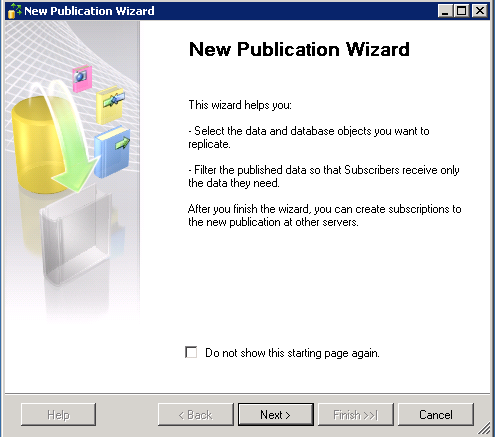 New Publication Wizard
New Publication Wizard
This wizard helps you:
- Select the data and database objects you want to
replicate.
- Filter the published data so that Subscribers receive only
the data they need.
After you finish the wizard, you can create subscriptions to
the new publication at other servers.
Do not show this starting page again.
Help
< Back
Next >
Finish >>|
Cancel